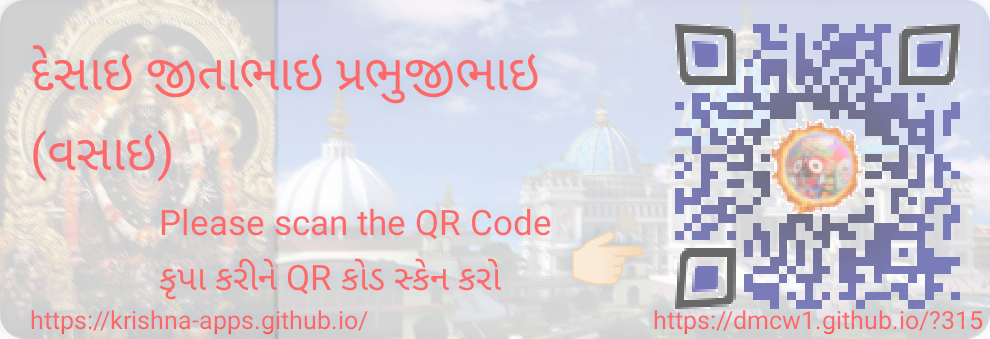 દેસાઇ જીતાભાઇ પ્રભુજીભાઇ
(વસાઇ)
Please scan the QR Code
કૃપા કરીને QR કોડ સ્કેન કરો
https://krishna-apps.github.io/
https://dmcw1.github.io/?315